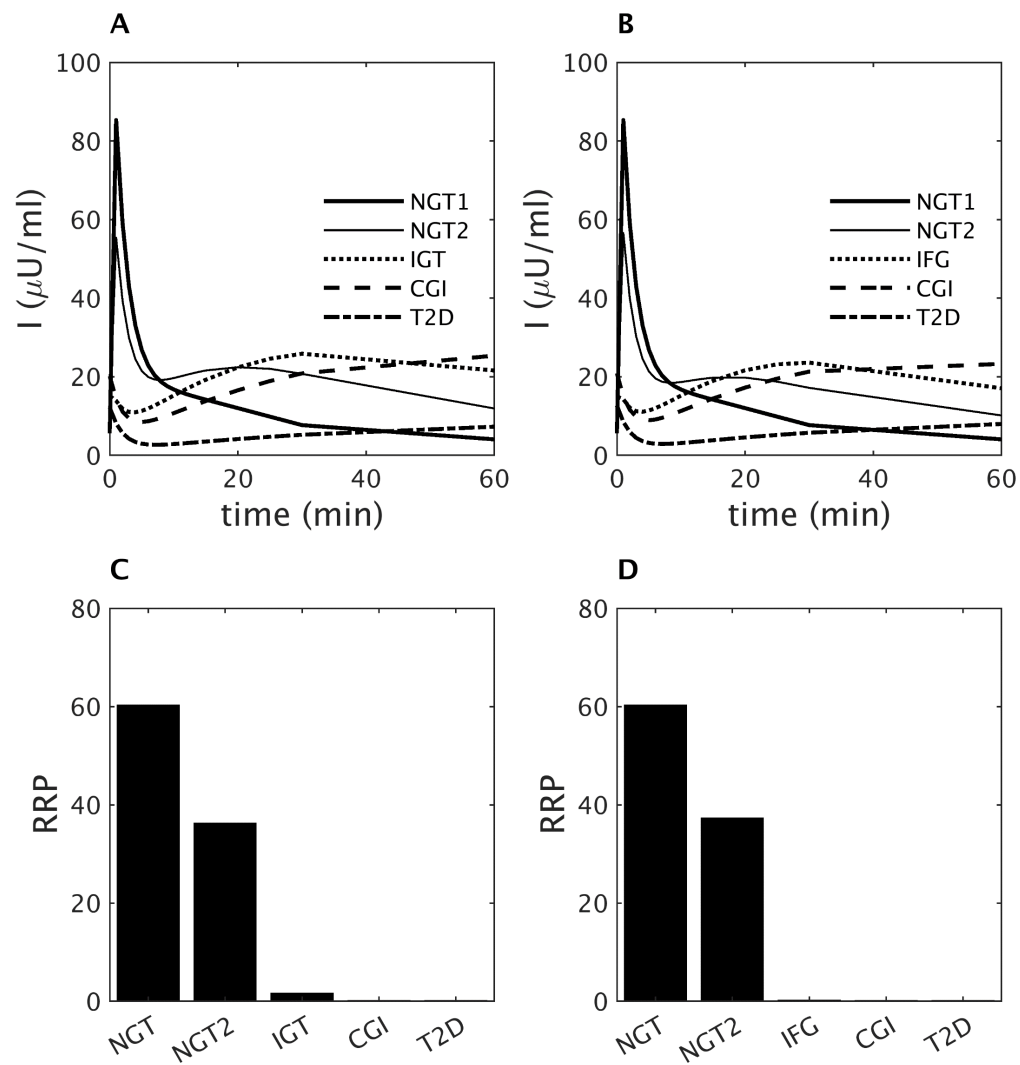 A
100
80
60
40
20
0
I (μU/ml)
NGT1
NGT2
IGT
CGI
T2D
0 20 40 60
time (min)
B
100
80
60
40
20
0
I (μU/ml)
NGT1
NGT2
IFG
CGI
T2D
0 20 40 60
time (min)
C
80
60
40
20
0
RRP
NGT NGT2 IGT CGI T2D
D
80
60
40
20
0
RRP
NGT NGT2 IFG CGI T2D